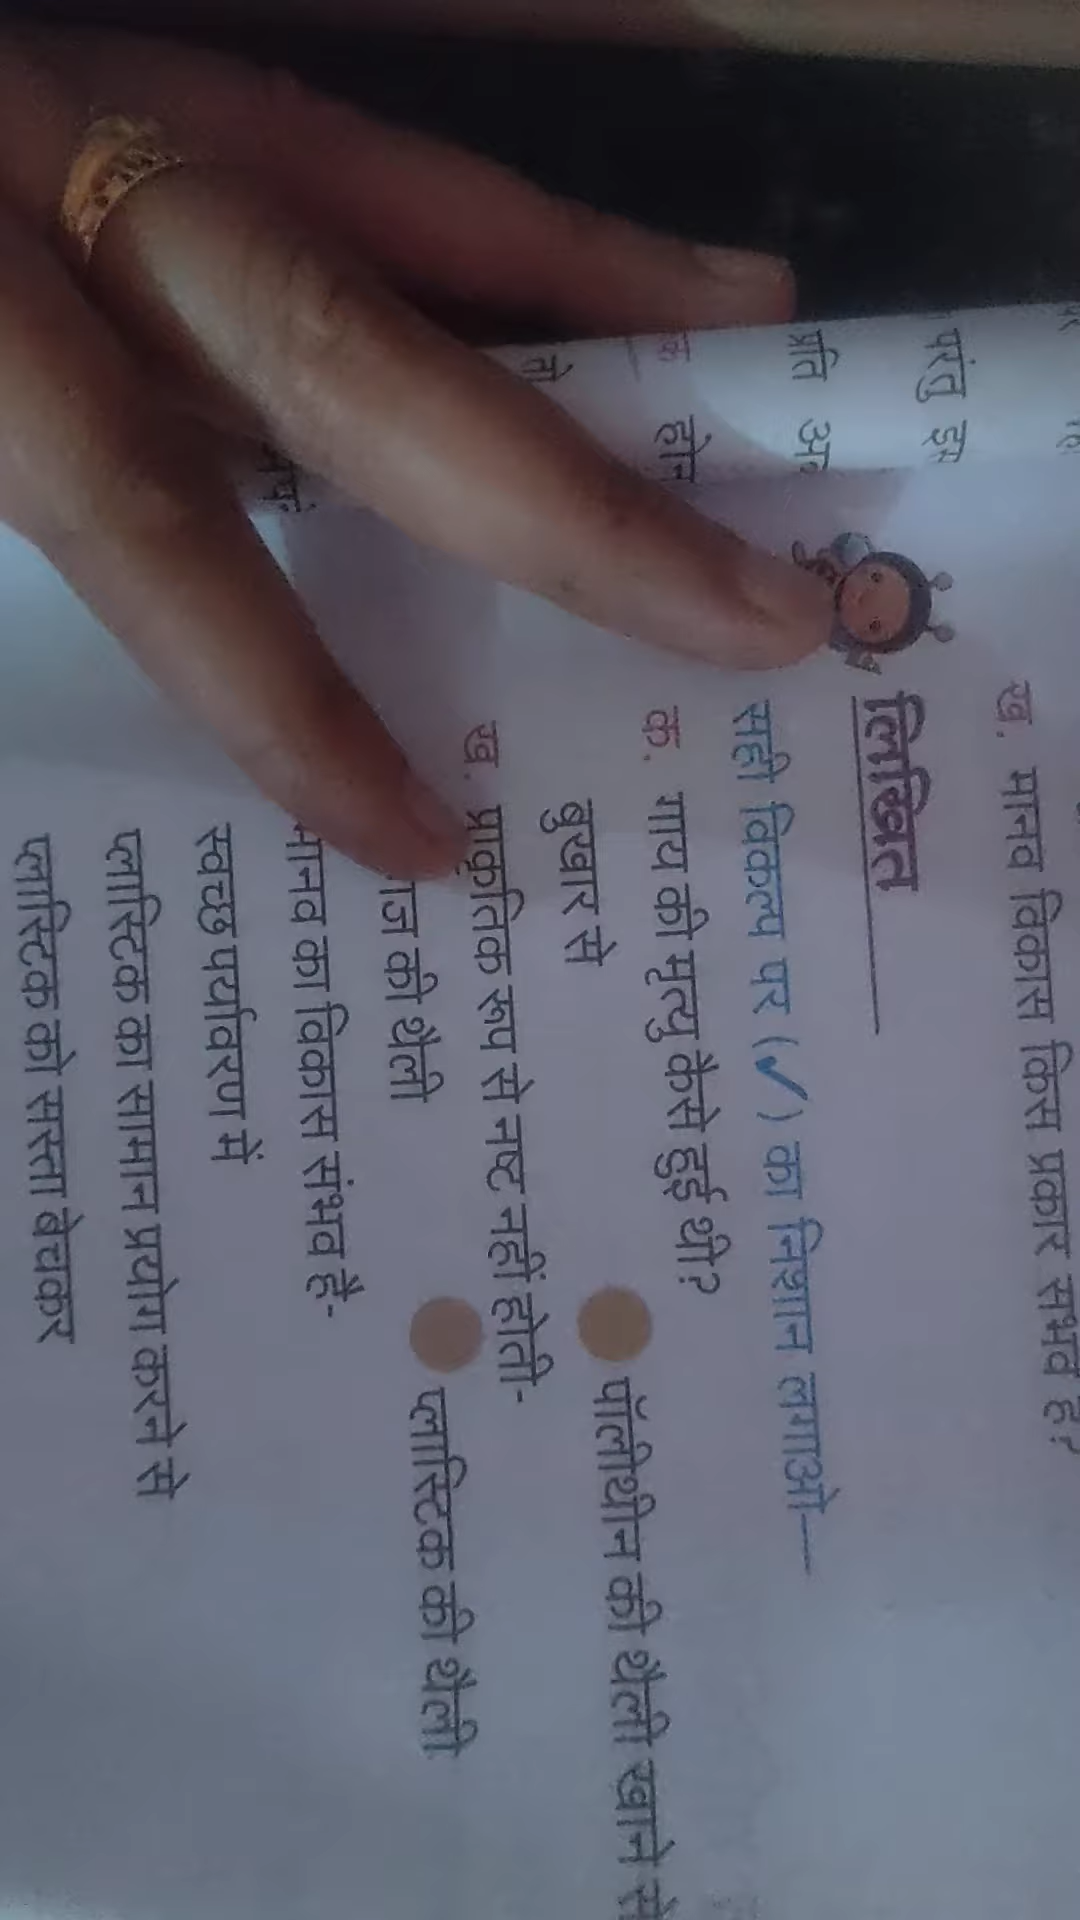 ख. मानव विकास किस प्रकार संभव है?
लिखित
सही विकल्प पर (✓) का निशान लगाओ—
क. गाय की मृत्यु कैसे हुई थी?
बुखार से पॉलीथीन की थैली खाने से
ख. प्राकृतिक रूप से नष्ट नहीं होती-
की थैली प्लास्टिक की थैली
मानव का विकास संभव है-
स्वच्छ पर्यावरण में
प्लास्टिक का सामान प्रयोग करने से
प्लास्टिक को सस्ता बेचकर
परंतु
प्रति
तो